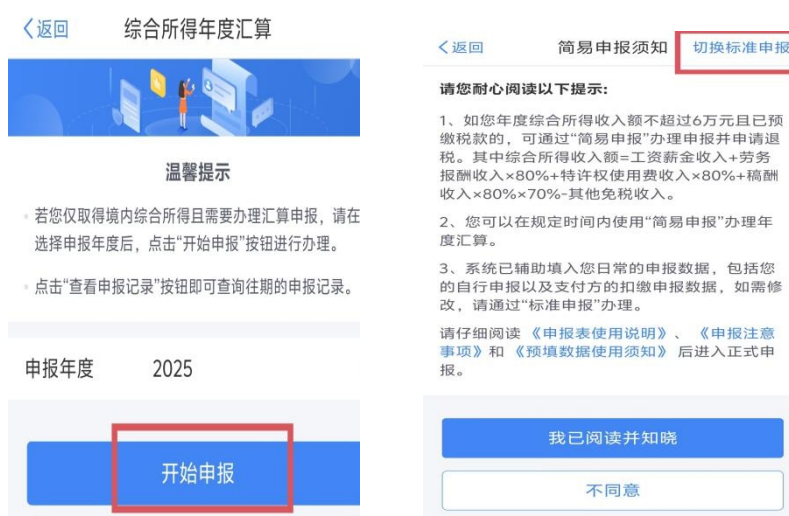 返回
综合所得年度汇算
温馨提示
若您仅取得境内综合所得且需要办理汇算申报，请在
选择申报年度后，点击“开始申报”按钮进行办理。
点击“查看申报记录”按钮即可查询往期的申报记录。
申报年度 2025
开始申报
返回
简易申报须知
切换标准申报
请您耐心阅读以下提示:
1、如您年度综合所得收入额不超过6万元且已预
缴税款的，可通过“简易申报”办理申报并申请退
税。其中综合所得收入额=工资薪金收入+劳务
报酬收入×80%+特许权使用费收入×80%+稿酬
收入×80%×70%-其他免税收入。
2、您可以在规定时间内使用“简易申报”办理年
度汇算。
3、系统已辅助填入您日常的申报数据，包括您
的自行申报以及支付方的扣缴申报数据，如需修
改，请通过“标准申报”办理。
请仔细阅读《申报表使用说明》、《申报注意
事项》和《预填数据使用须知》后进入正式申
报。
我已阅读并知晓
不同意